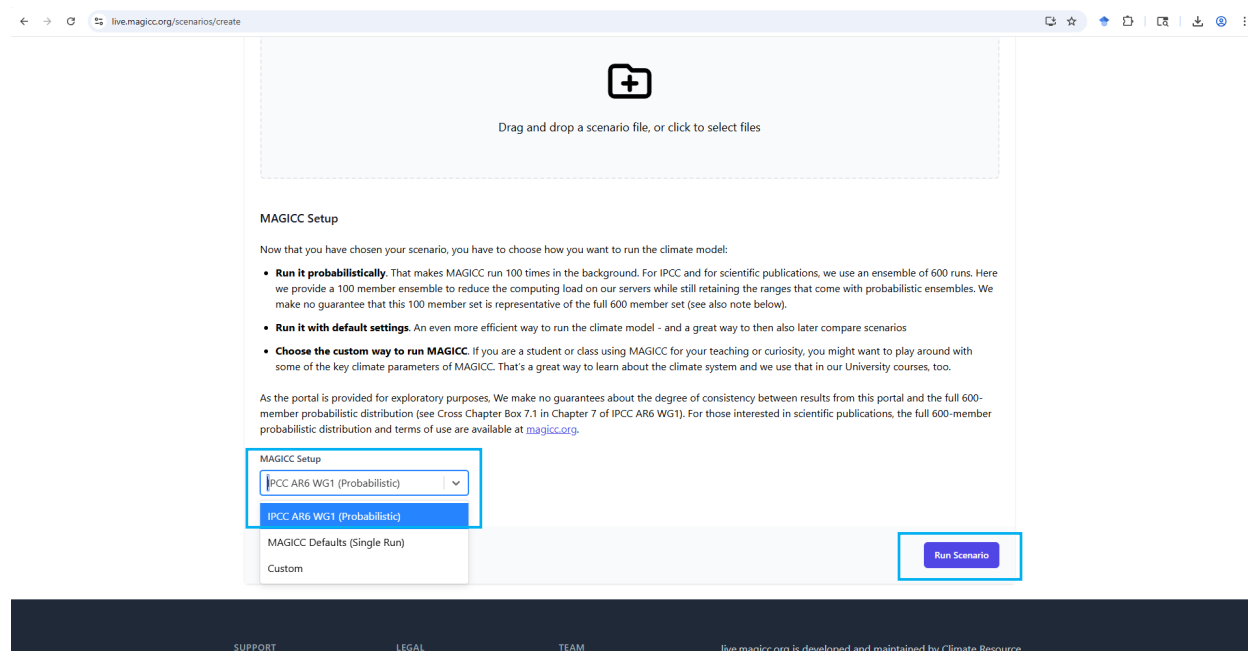 live.magicc.org/scenarios/create
Drag and drop a scenario file, or click to select files
MAGICC Setup
Now that you have chosen your scenario, you have to choose how you want to run the climate model:
• Run it probabilistically. That makes MAGICC run 100 times in the background. For IPCC and for scientific publications, we use an ensemble of 600 runs. Here
we provide a 100 member ensemble to reduce the computing load on our servers while still retaining the ranges that come with probabilistic ensembles. We
make no guarantee that this 100 member set is representative of the full 600 member set (see also note below).
• Run it with default settings. An even more efficient way to run the climate model - and a great way to then also later compare scenarios
• Choose the custom way to run MAGICC. If you are a student or class using MAGICC for your teaching or curiosity, you might want to play around with
some of the key climate parameters of MAGICC. That's a great way to learn about the climate system and we use that in our University courses, too.
As the portal is provided for exploratory purposes, We make no guarantees about the degree of consistency between results from this portal and the full 600-
member probabilistic distribution (see Cross Chapter Box 7.1 in Chapter 7 of IPCC AR6 WG1). For those interested in scientific publications, the full 600-member
probabilistic distribution and terms of use are available at magicc.org.
MAGICC Setup
IPCC AR6 WG1 (Probabilistic)
IPCC AR6 WG1 (Probabilistic)
MAGICC Defaults (Single Run)
Custom
Run Scenario
SUPPORT
LEGAL
TEAM
live.magicc.org is developed and maintained by Climate Resource